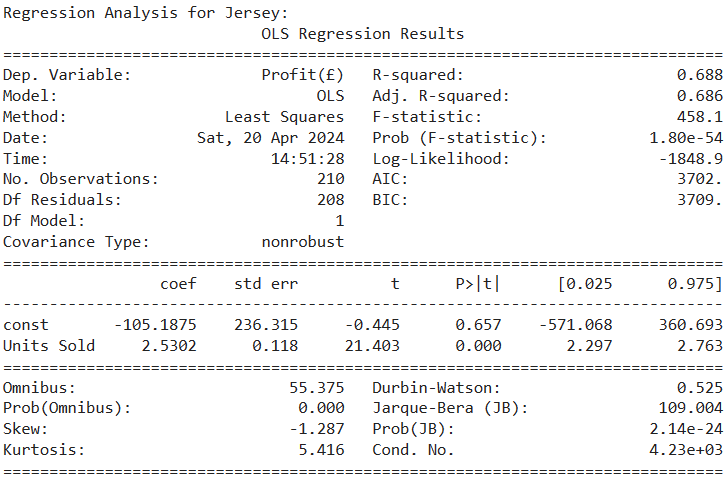 Regression Analysis for Jersey:
OLS Regression Results
==============================================================================
Dep. Variable:              Profit(£)   R-squared:                       0.688
Model:                            OLS   Adj. R-squared:                  0.686
Method:                 Least Squares   F-statistic:                     458.1
Date:                Sat, 20 Apr 2024   Prob (F-statistic):           1.80e-54
Time:                        14:51:28   Log-Likelihood:                -1848.9
No. Observations:                 210   AIC:                             3702.
Df Residuals:                     208   BIC:                             3709.
Df Model:                           1
Covariance Type:            nonrobust
==============================================================================
                 coef    std err          t      P>|t|      [0.025      0.975]
------------------------------------------------------------------------------
const       -105.1875    236.315     -0.445      0.657    -571.068     360.693
Units Sold     2.5302      0.118     21.403      0.000       2.297       2.763
==============================================================================
Omnibus:                       55.375   Durbin-Watson:                   0.525
Prob(Omnibus):                  0.000   Jarque-Bera (JB):              109.004
Skew:                          -1.287   Prob(JB):                     2.14e-24
Kurtosis:                       5.416   Cond. No.                     4.23e+03
==============================================================================